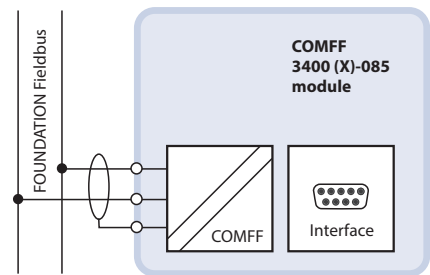 FOUNDATION Fieldbus
COMFF
3400 (X)-085
module
COMFF
Interface